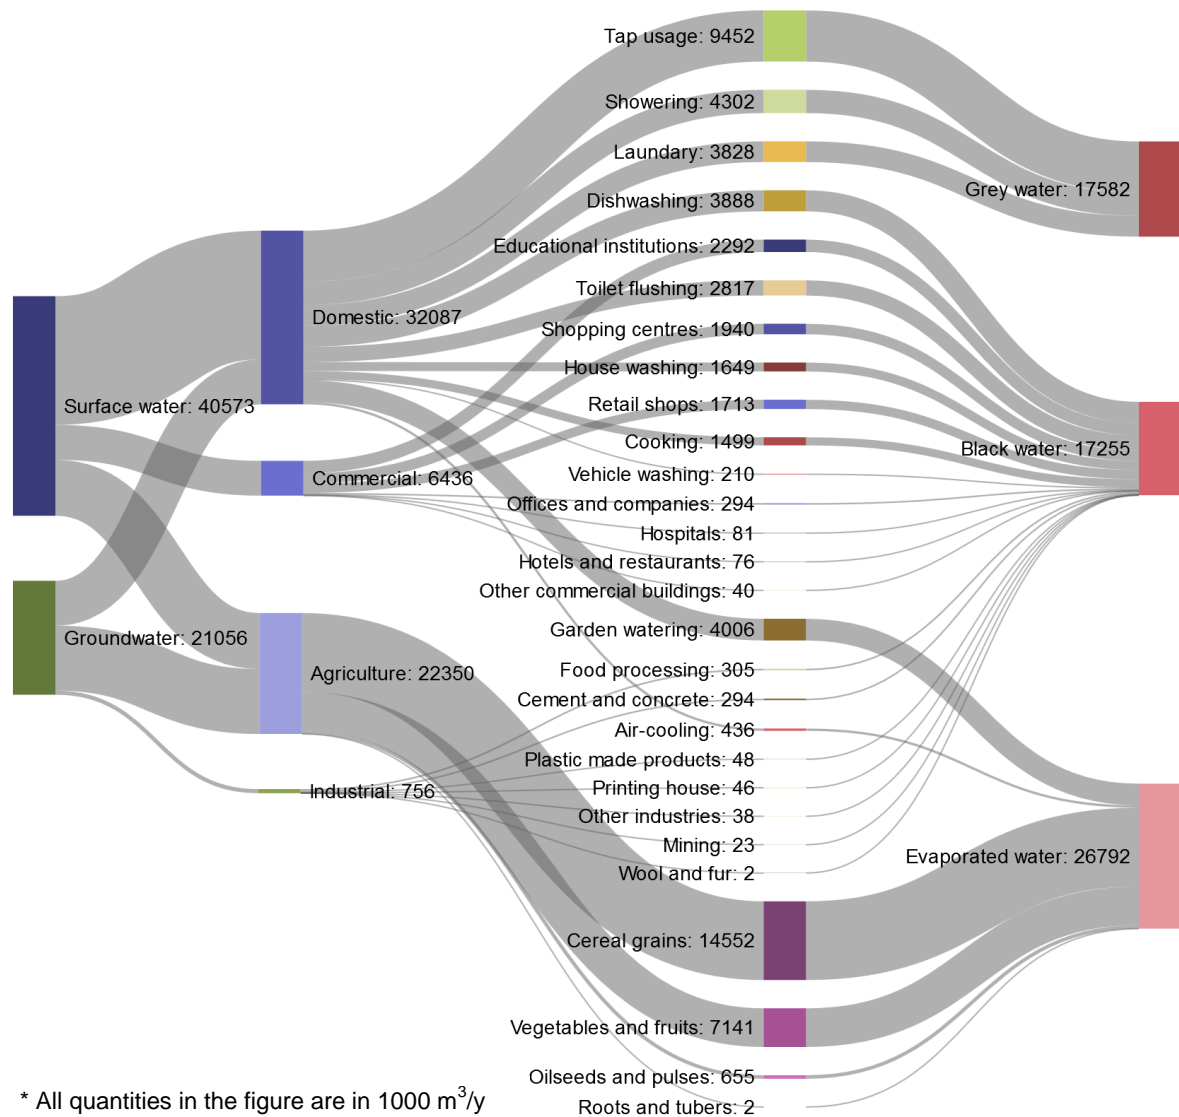 Tap usage: 9452
Showering: 4302
Laundary: 3828
Grey water: 17582
Dishwashing: 3888
Educational institutions: 2292
Toilet flushing: 2817
Domestic: 32087
Shopping centres: 1940
House washing: 1649
Surface water: 40573
Retail shops: 1713
Cooking: 1499
Black water: 17255
Vehicle washing: 210
Commercial: 6436
Offices and companies: 294
Hospitals: 81
Hotels and restaurants: 76
Other commercial buildings: 40
Garden watering: 4006
Groundwater: 21056
Food processing: 305
Agriculture: 22350
Cement and concrete: 294
Air-cooling: 436
Plastic made products: 48
Printing house: 46
Industrial: 756
Other industries: 38
Mining: 23
Evaporated water: 26792
Wool and fur: 2
Cereal grains: 14552
Vegetables and fruits: 7141
Oilseeds and pulses: 655
* All quantities in the figure are in 1000 m³/y
Roots and tubers: 2